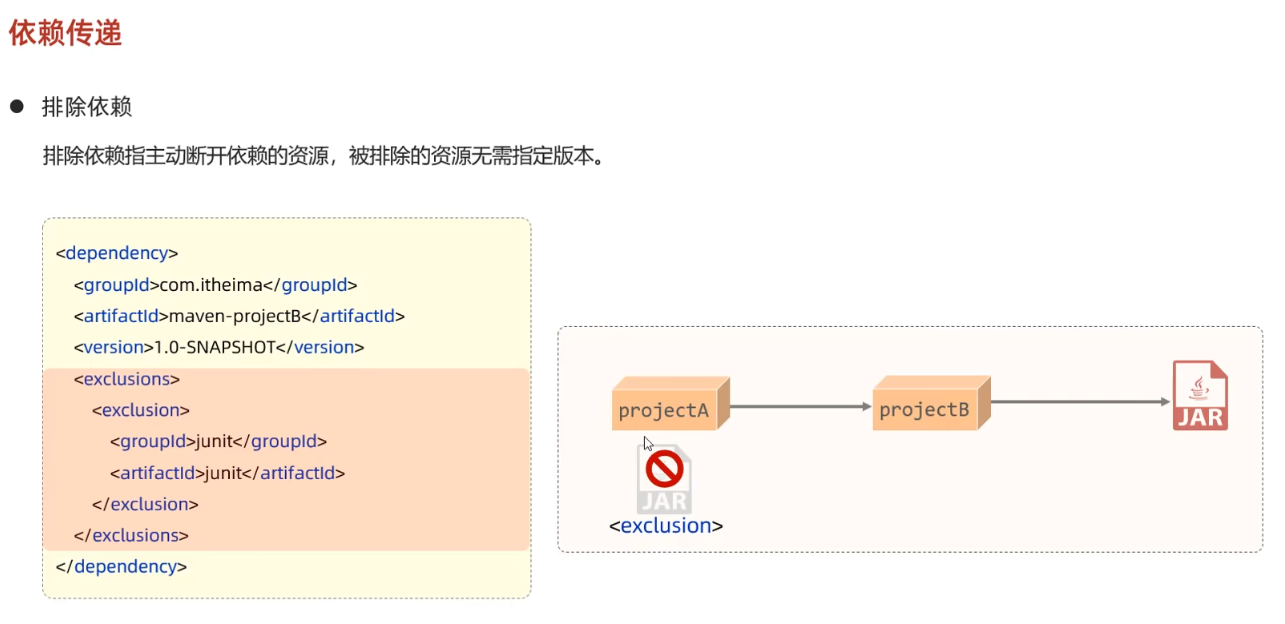 依赖传递
排除依赖
排除依赖指主动断开依赖的资源，被排除的资源无需指定版本。
<dependency>
<groupId>com.itheima</groupId>
<artifactId>maven-projectB</artifactId>
<version>1.0-SNAPSHOT</version>
<exclusions>
<exclusion>
<groupId>junit</groupId>
<artifactId>junit</artifactId>
</exclusion>
</exclusions>
</dependency>
projectA
projectB
JAR
JAR
<exclusion>